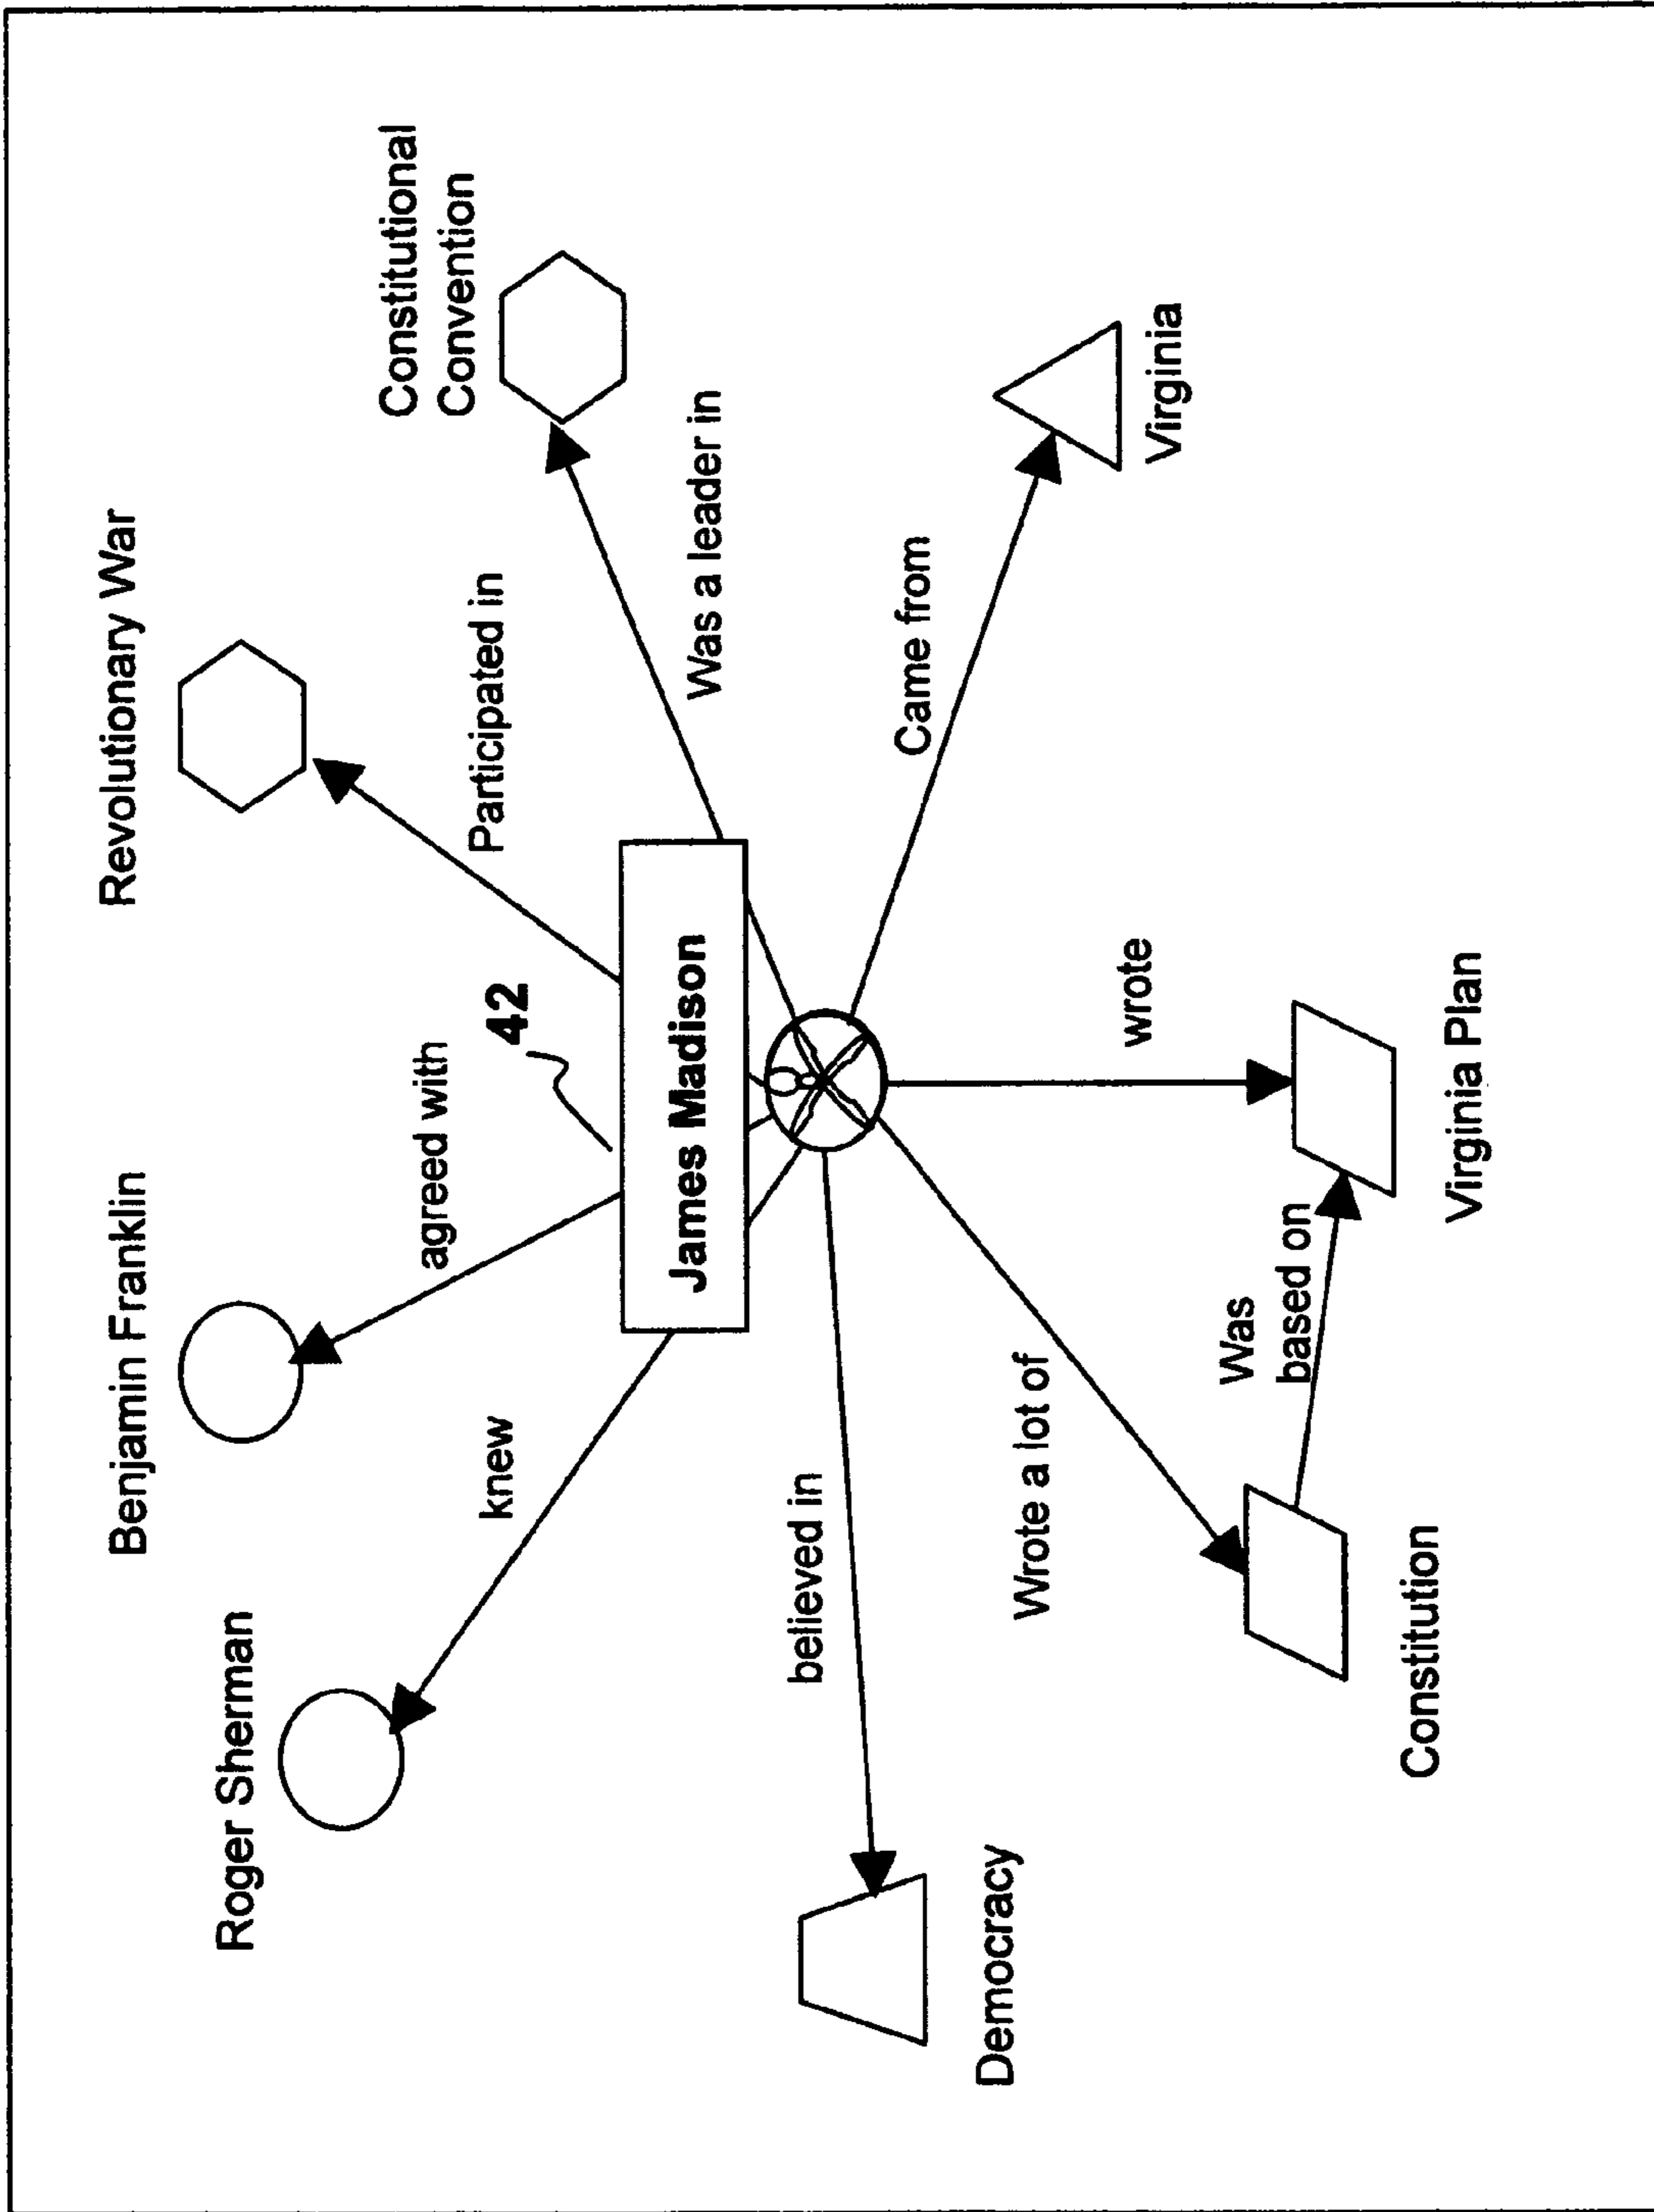 Revolutionary War
Benjamin Franklin
Roger Sherman
Constitutional
Convention
Participated in
42
agreed with
knew
James Madison
Was a leader in
believed in
Came from
Democracy
Wrote a lot of
wrote
Virginia
Was
based on
Constitution
Virginia Plan